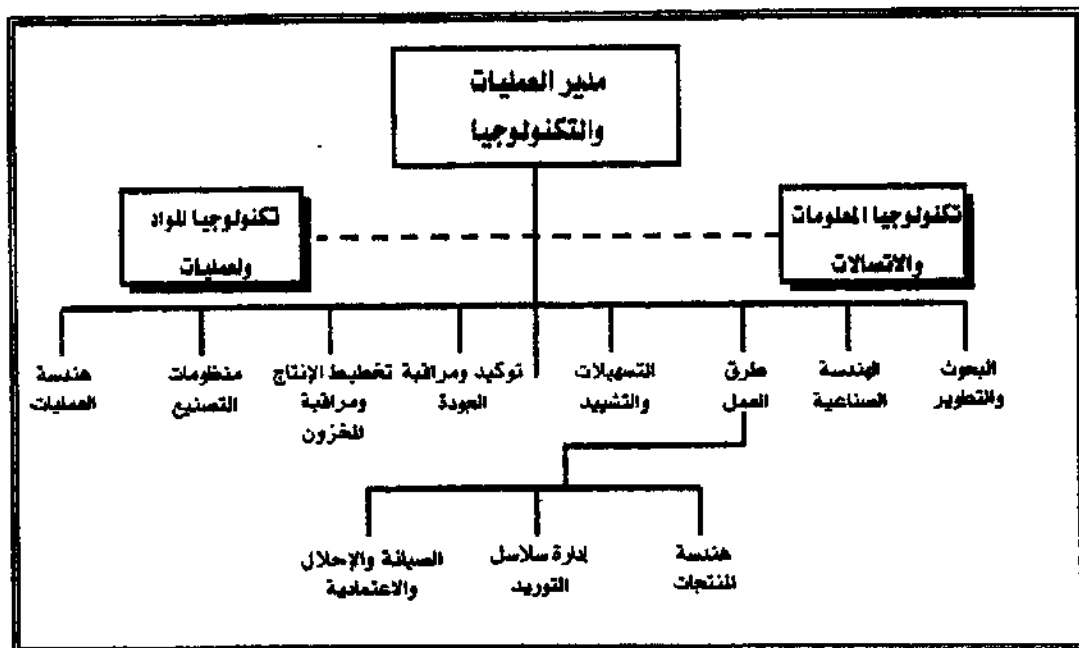 مدير العمليات
والتكنولوجيا
تكنولوجيا المعلومات
والاتصالات
تكنولوجيا المواد
ولعمليات
البحوث
والتطوير
الهندسة
الصناعية
طرق
العمل
التسهيلات
والتشييد
توكيد ومراقبة
الجودة
تخطيط الإنتاج
ومراقبة
المخزون
منظومات
التصنيع
هندسة
العمليات
هندسة
المنتجات
إدارة سلاسل
التوريد
الصيانة والإحلال
والاعتمادية